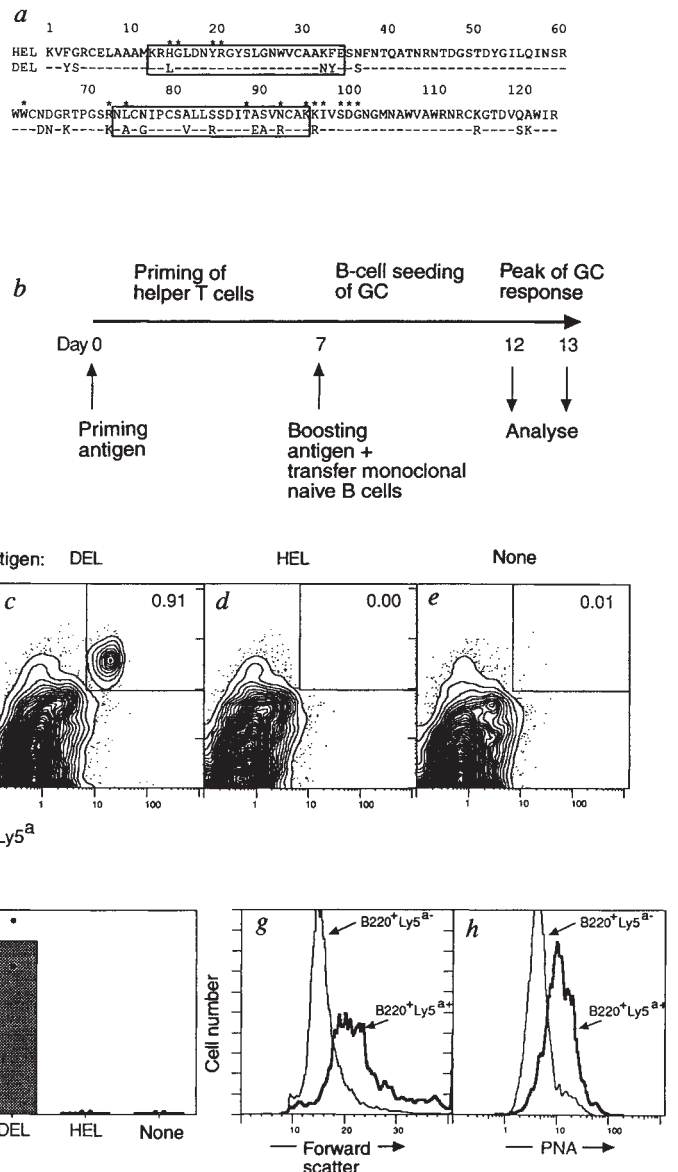 a
1 10 20 30 40 50 60
** **
HEL KVFGRCELAAAMKRHGLDNYRGYSLGNWVCAAKFESNFNTQATNRNTDGSTDYGILQINSR
DEL ---YS----------L-----------------NY--S------------------------
70 80 90 100 110 120
WWCNDGRTPGSRNLCNIPCSALLSSDITASVNCAKKIVSDGNGMNAWVAWRNRCKGTDVQAWIR
b
Priming of helper T cells
B-cell seeding of GC
Peak of GC response
Day 0 7 12 13
Priming antigen
Boosting antigen + transfer monoclonal naive B cells
Analyse
tigen: DEL HEL None
c 0.91
d 0.00
e 0.01
1 10 100 1 10 100 1 10 100
Ly5a
DEL HEL None
g
B220+Ly5a-
B220+Ly5a+
Cell number
10 20 30
Forward scatter
h
B220+Ly5a-
B220+Ly5a+
1 10 100
PNA